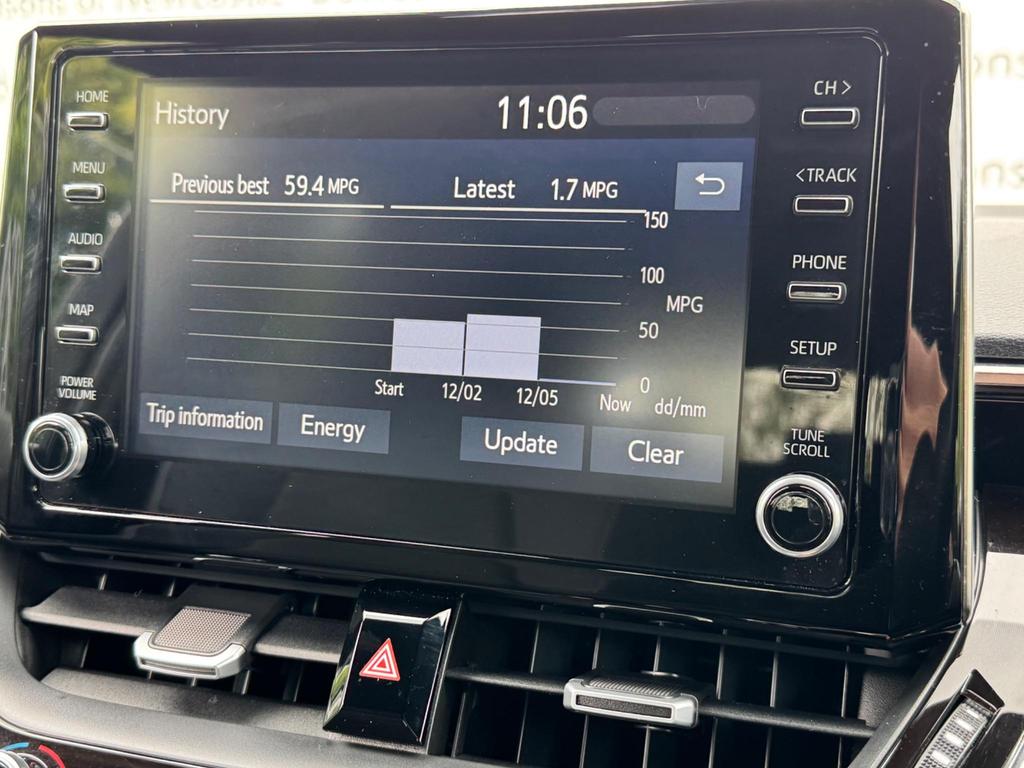 HOME
MENU
AUDIO
MAP
POWER
VOLUME
History
11:06
Previous best 59.4 MPG
Latest 1.7 MPG
150
100
MPG
50
0
Start 12/02 12/05 Now dd/mm
Trip information
Energy
Update
Clear
CH >
< TRACK
PHONE
SETUP
TUNE
SCROLL